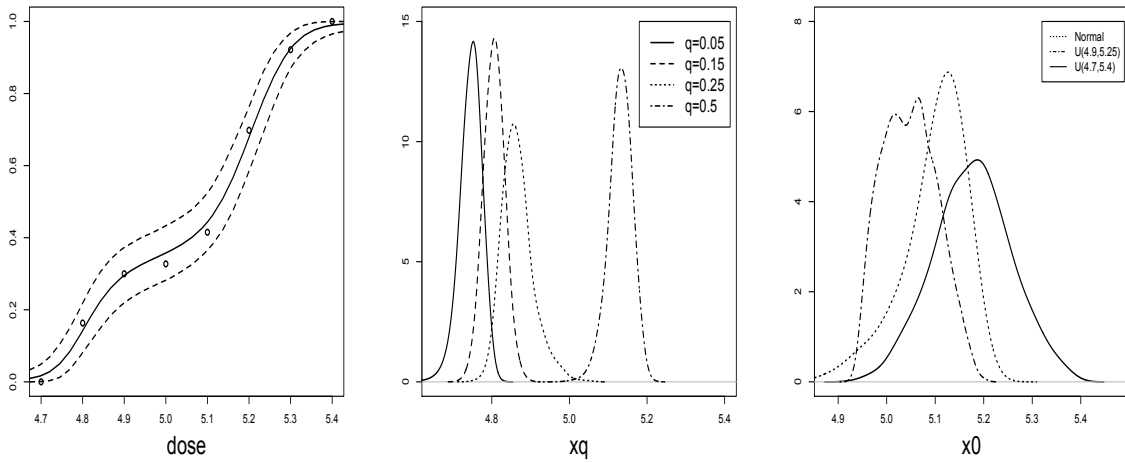 1.0
0.8
0.6
0.4
0.2
0.0
4.7 4.8 4.9 5.0 5.1 5.2 5.3 5.4
dose
15
10
5
0
q=0.05
q=0.15
q=0.25
q=0.5
4.8 5.0 5.2 5.4
xq
8
6
4
2
0
Normal
U(4.9,5.25)
U(4.7,5.4)
4.9 5.1 5.2 5.3 5.4
x0